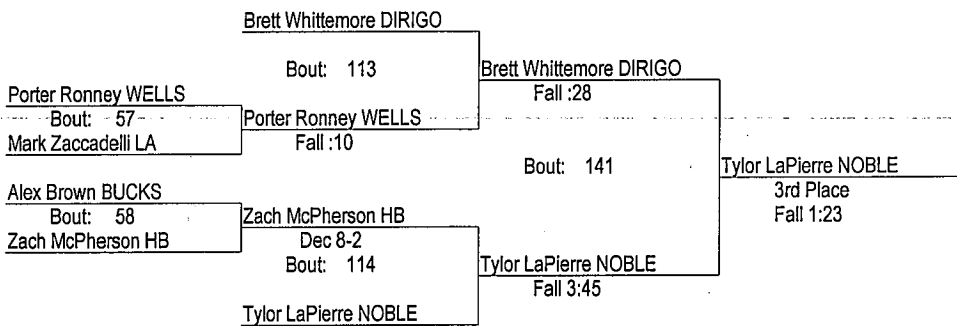 Brett Whittemore DIRIGO
Bout: 113
Brett Whittemore DIRIGO
Fall :28
Porter Ronney WELLS
Bout: 57
Porter Ronney WELLS
Mark Zaccadelli LA
Fall :10
Bout: 141
Tylor LaPierre NOBLE
3rd Place
Fall 1:23
Alex Brown BUCKS
Bout: 58
Zach McPherson HB
Zach McPherson HB
Dec 8-2
Bout: 114
Tylor LaPierre NOBLE
Fall 3:45
Tylor LaPierre NOBLE